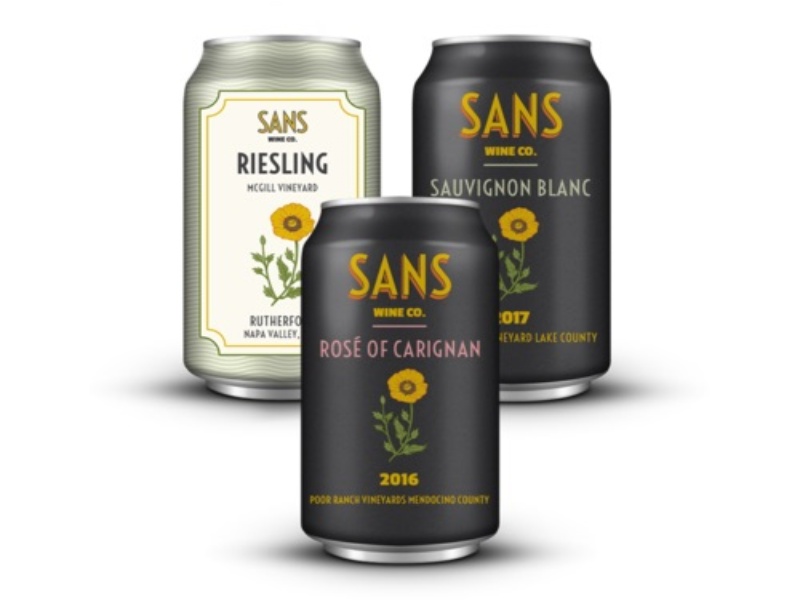 SANS
WINE CO.
RIESLING
MCGILL VINEYARD
NAPA VALLEY,
SANS
WINE CO.
SAUVIGNON BLANC
2017
LAKE COUNTY
SANS
WINE CO.
ROSÉ OF CARIGNAN
2016
POOR RANCH VINEYARDS MENDOCINO COUNTY